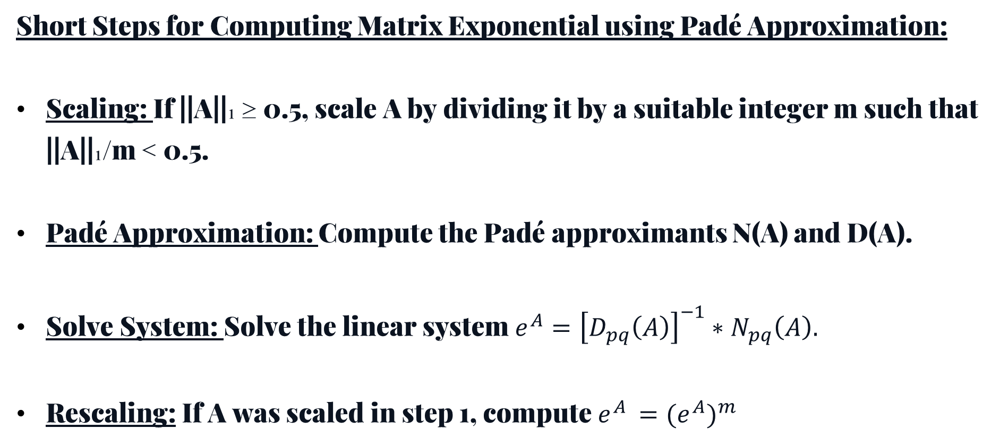 Short Steps for Computing Matrix Exponential using Padé Approximation:
• Scaling: If ||A||₁ ≥ 0.5, scale A by dividing it by a suitable integer m such that
||A||₁/m < 0.5.
• Padé Approximation: Compute the Padé approximants N(A) and D(A).
• Solve System: Solve the linear system $e^A = [D_{pq}(A)]^{-1} * N_{pq}(A).$
• Rescaling: If A was scaled in step 1, compute $e^A = (e^A)^m$